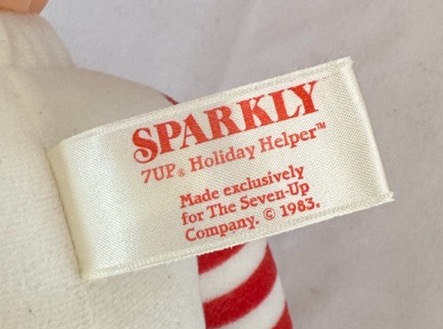 SPARKLY
7UP® Holiday Helper™
Made exclusively
for The Seven-Up
Company. © 1983.